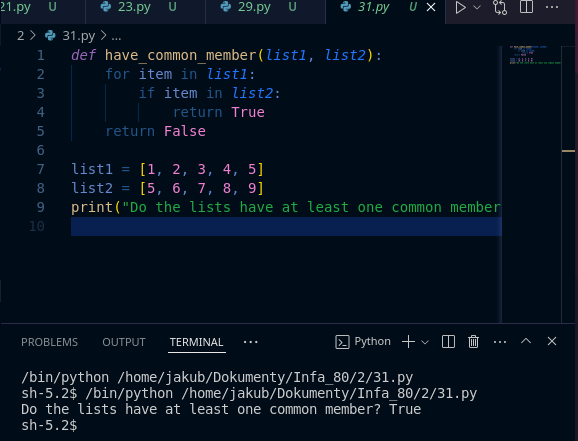 21.py U 23.py U 29.py U 31.py U
2 > 31.py > ...
1 def have_common_member(list1, list2):
2 for item in list1:
3 if item in list2:
4 return True
5 return False
6
7 list1 = [1, 2, 3, 4, 5]
8 list2 = [5, 6, 7, 8, 9]
9 print("Do the lists have at least one common member
10
PROBLEMS OUTPUT TERMINAL ··· Python
/bin/python /home/jakub/Dokumenty/Infa_80/2/31.py
sh-5.2$ /bin/python /home/jakub/Dokumenty/Infa_80/2/31.py
Do the lists have at least one common member? True
sh-5.2$